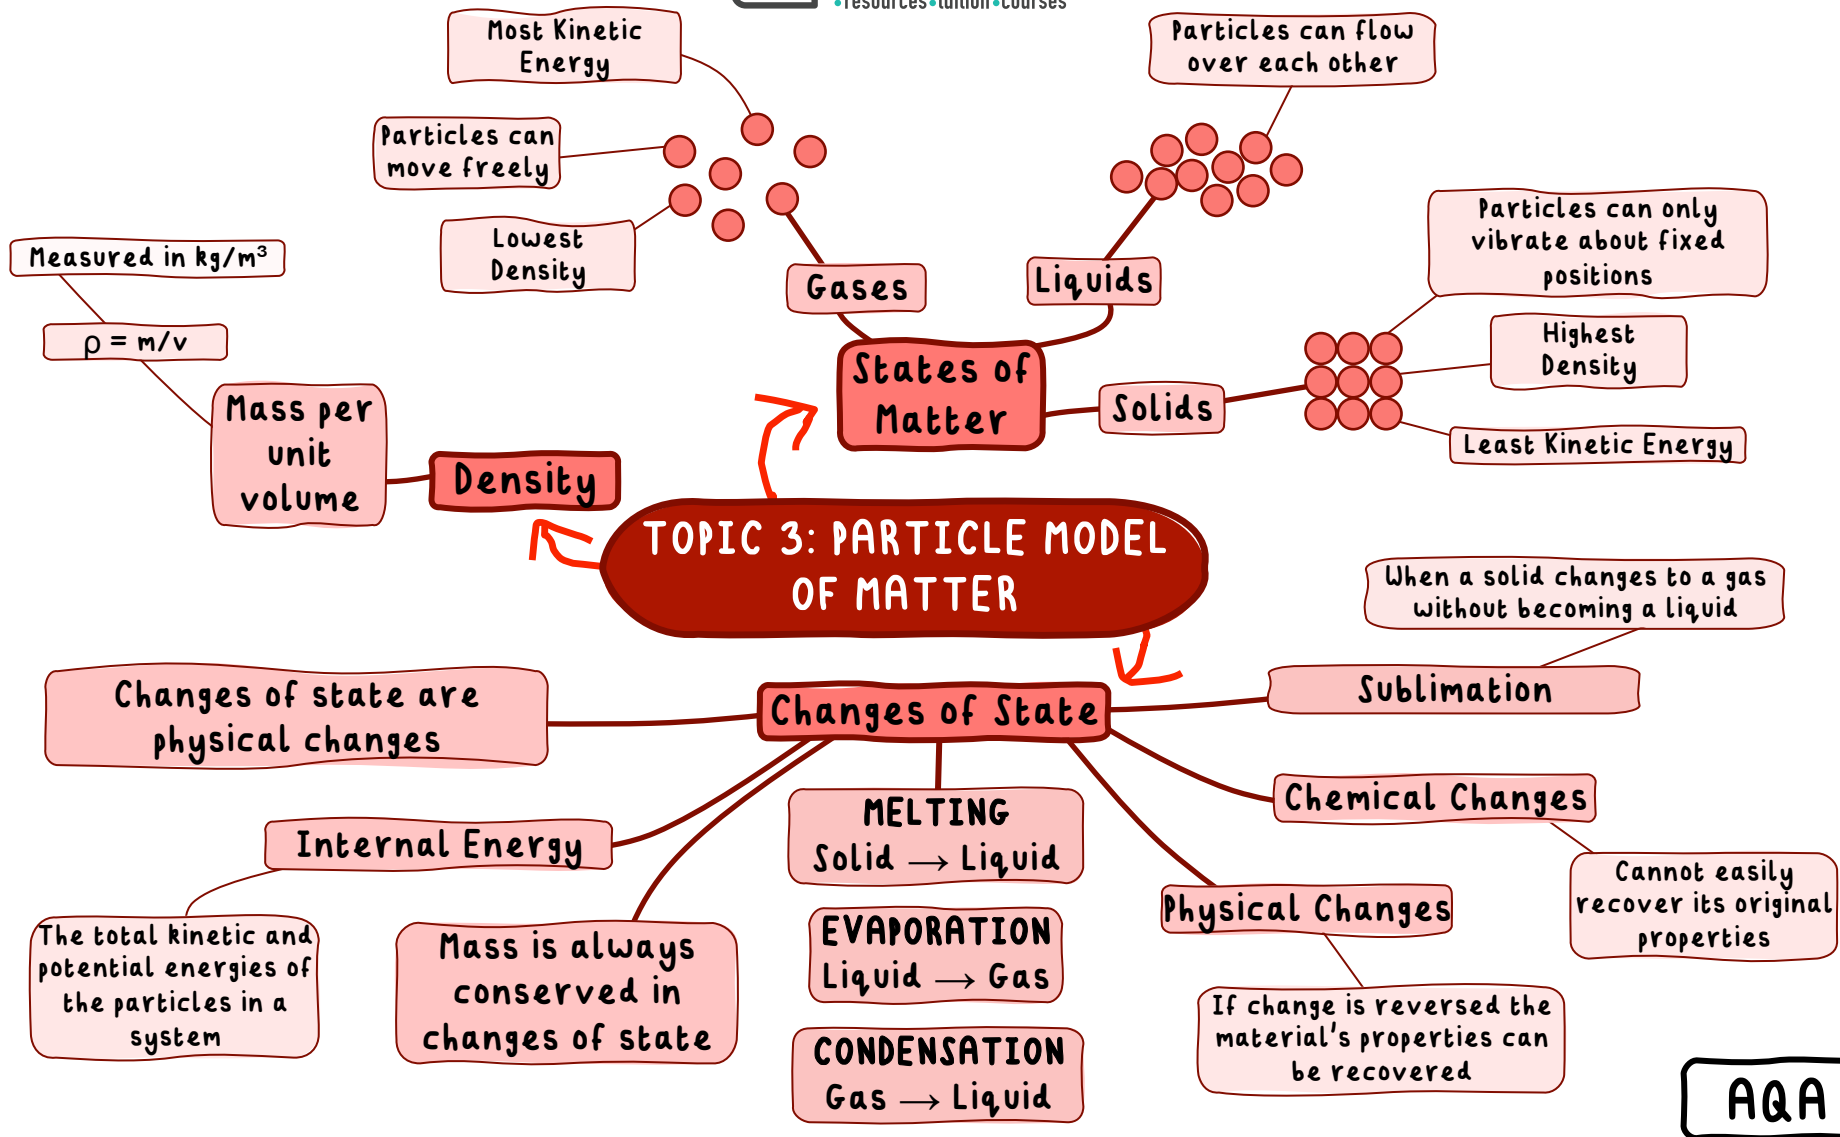 •resources•tuition•courses
Most Kinetic
Energy
Particles can
move freely
Lowest
Density
Gases
Particles can flow
over each other
Liquids
Particles can only
vibrate about fixed
positions
Highest
Density
Least Kinetic Energy
Solids
States of
Matter
Measured in kg/m³
ρ = m/v
Mass per
unit
volume
Density
TOPIC 3: PARTICLE MODEL
OF MATTER
When a solid changes to a gas
without becoming a liquid
Sublimation
Changes of State
Changes of state are
physical changes
Internal Energy
The total kinetic and
potential energies of
the particles in a
system
Mass is always
conserved in
changes of state
MELTING
Solid → Liquid
EVAPORATION
Liquid → Gas
CONDENSATION
Gas → Liquid
Chemical Changes
Cannot easily
recover its original
properties
Physical Changes
If change is reversed the
material's properties can
be recovered
AQA